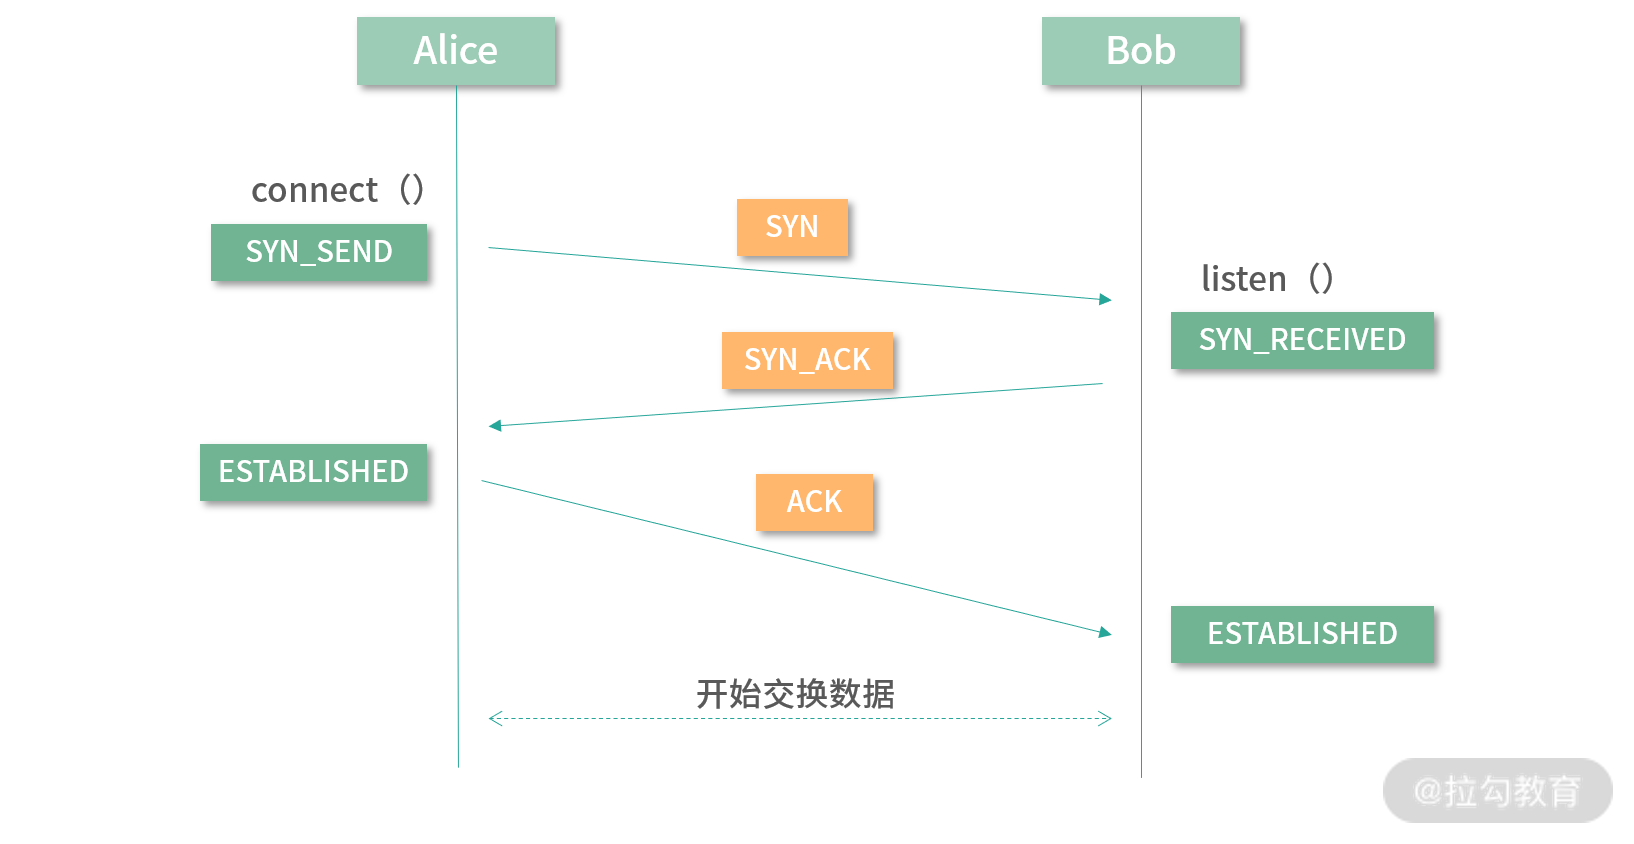 Alice
Bob
connect（）
SYN
SYN_SEND
listen（）
SYN_RECEIVED
SYN_ACK
ESTABLISHED
ACK
ESTABLISHED
开始交换数据
@拉勾教育